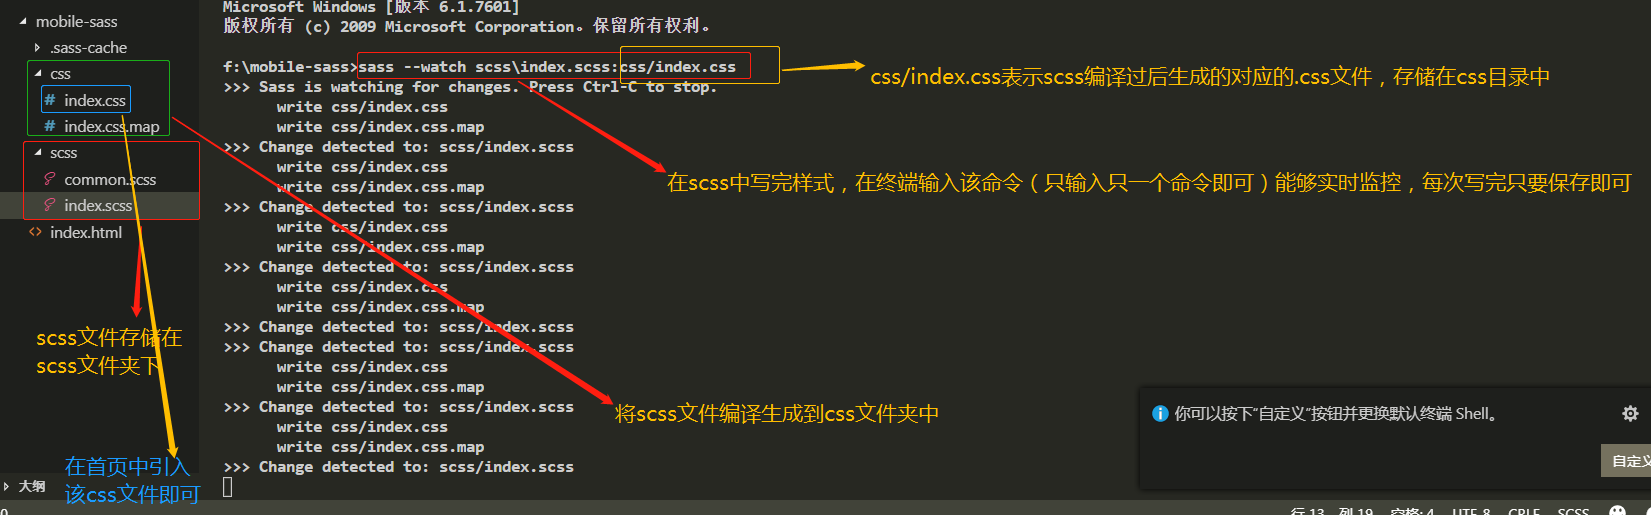 mobile-sass
.sass-cache
css
index.css
index.css.map
scss
common.scss
index.scss
index.html
scss文件存储在
scss文件夹下
在首页中引入
该css文件即可
大纲
Microsoft Windows [版本 6.1.7601]
版权所有 (c) 2009 Microsoft Corporation。保留所有权利。
f:\mobile-sass>sass --watch scss\index.scss:css/index.css
>>> Sass is watching for changes. Press Ctrl-C to stop.
write css/index.css
write css/index.css.map
>>> Change detected to: scss/index.scss
write css/index.css
write css/index.css.map
>>> Change detected to: scss/index.scss
write css/index.css
write css/index.css.map
>>> Change detected to: scss/index.scss
write css/index.css
write css/index.css.map
>>> Change detected to: scss/index.scss
>>> Change detected to: scss/index.scss
write css/index.css
write css/index.css.map
>>> Change detected to: scss/index.scss
write css/index.css
write css/index.css.map
>>> Change detected to: scss/index.scss
css/index.css表示scss编译过后生成的对应的.css文件，存储在css目录中
在scss中写完样式，在终端输入该命令（只输入只一个命令即可）能够实时监控，每次写完只要保存即可
将scss文件编译生成到css文件夹中
你可以按下“自定义”按钮并更换默认终端 Shell。
自定义
0
行 13，列 19 空格: 4 UTF-8 CRLF SCSS